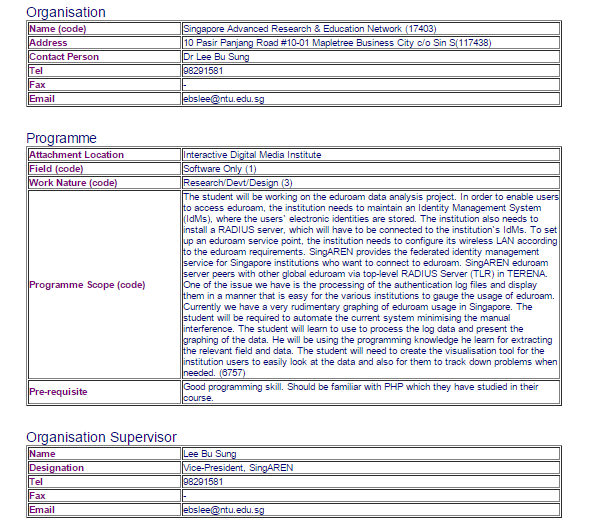 Organisation
Name (code) Singapore Advanced Research & Education Network (17403)
Address 10 Pasir Panjang Road #10-01 Mapletree Business City c/o Sin S(117438)
Contact Person Dr Lee Bu Sung
Tel 98291581
Fax -
Email ebslee@ntu.edu.sg
Programme
Attachment Location Interactive Digital Media Institute
Field (code) Software Only (1)
Work Nature (code) Research/Devt/Design (3)
Programme Scope (code)
The student will be working on the eduroam data analysis project. In order to enable users
to access eduroam, the institution needs to maintain an Identity Management System
(IdMs), where the users' electronic identities are stored. The institution also needs to
install a RADIUS server, which will have to be connected to the institution's IdMs. To set
up an eduroam service point, the institution needs to configure its wireless LAN according
to the eduroam requirements. SingAREN provides the federated identity management
service for Singapore institutions who want to connect to eduroam. SingAREN eduroam
server peers with other global eduroam via top-level RADIUS Server (TLR) in TERENA.
One of the issue we have is the processing of the authentication log files and display
them in a manner that is easy for the various institutions to gauge the usage of eduroam.
Currently we have a very rudimentary graphing of eduroam usage in Singapore. The
student will be required to automate the current system minimising the manual
interference. The student will learn to use to process the log data and present the
graphing of the data. He will be using the programming knowledge he learn for extracting
the relevant field and data. The student will need to create the visualisation tool for the
institution users to easily look at the data and also for them to track down problems when
needed. (6757)
Pre-requisite Good programming skill. Should be familiar with PHP which they have studied in their
course.
Organisation Supervisor
Name Lee Bu Sung
Designation Vice-President, SingAREN
Tel 98291581
Fax -
Email ebslee@ntu.edu.sg